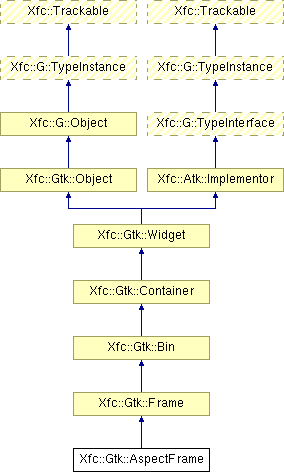 Xfc::Trackable Xfc::Trackable
Xfc::G::TypeInstance Xfc::G::TypeInstance
Xfc::G::Object Xfc::G::TypeInterface
Xfc::Gtk::Object Xfc::Atk::Implementor
Xfc::Gtk::Widget
Xfc::Gtk::Container
Xfc::Gtk::Bin
Xfc::Gtk::Frame
Xfc::Gtk::AspectFrame